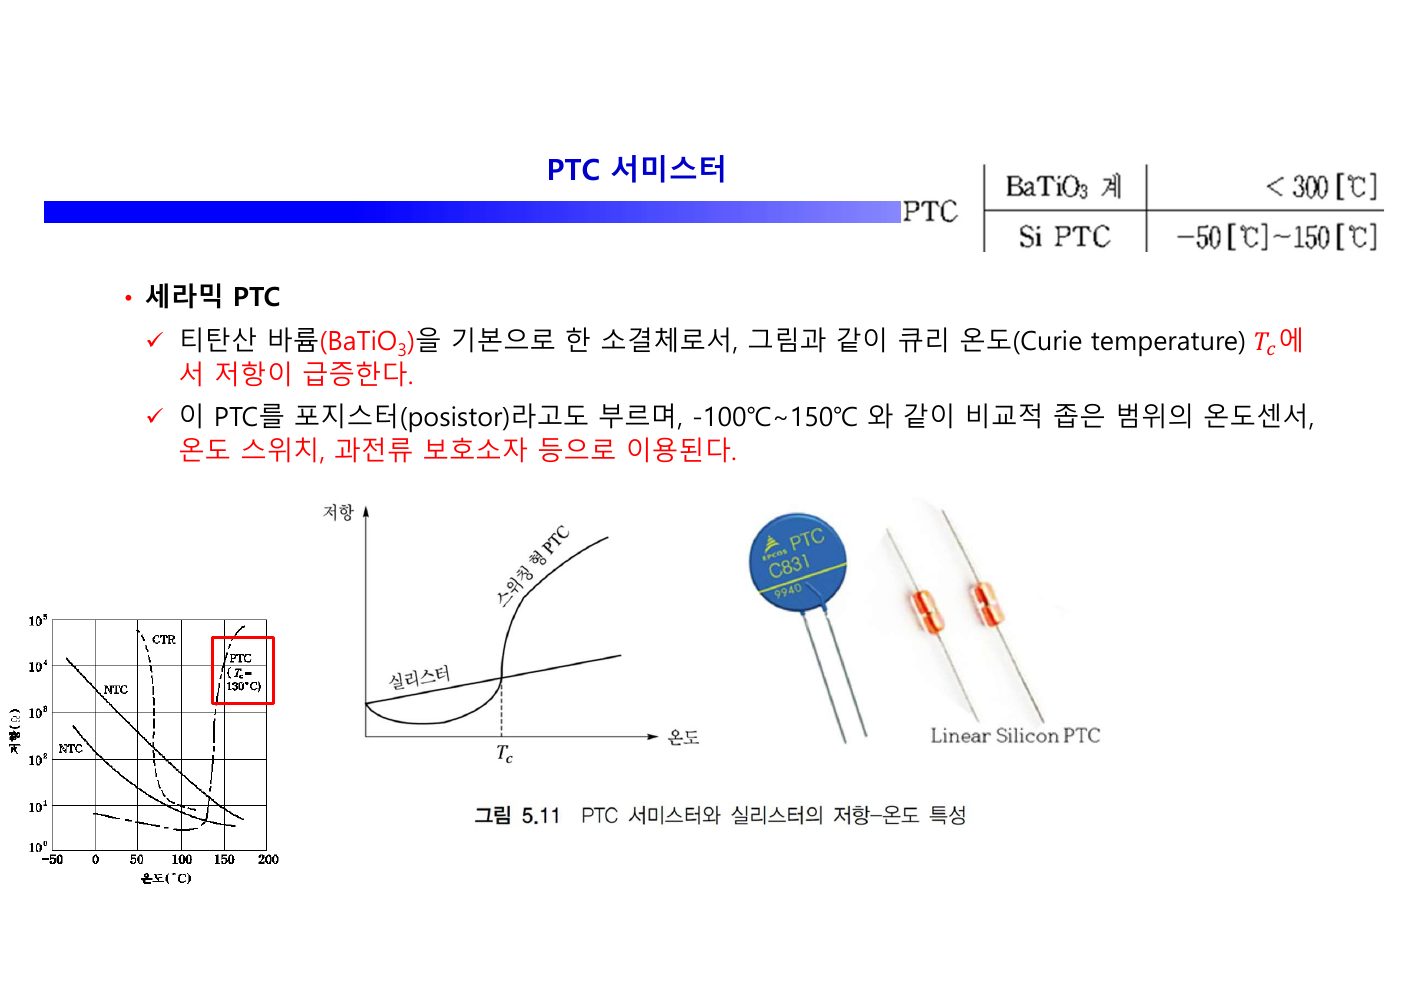 PTC 서미스터
PTC
BaTiO₃ 계 < 300[℃]
Si PTC −50[℃]~150[℃]
• 세라믹 PTC
✓ 티탄산 바륨(BaTiO₃)을 기본으로 한 소결체로서, 그림과 같이 큐리 온도(Curie temperature) T_c에
서 저항이 급증한다.
✓ 이 PTC를 포지스터(posistor)라고도 부르며, -100℃~150℃ 와 같이 비교적 좁은 범위의 온도센서,
온도 스위치, 과전류 보호소자 등으로 이용된다.
저항
스위칭 형 PTC
실리스터
온도
T_c
EPCOS
PTC
C831
9940
Linear Silicon PTC
그림 5.11 PTC 서미스터와 실리스터의 저항−온도 특성
저항(Ω)
10⁵
10⁴
10³
10²
10¹
10⁰
CTR
PTC
(T_c=
130°C)
NTC
NTC
−50 0 50 100 150 200
온도(°C)